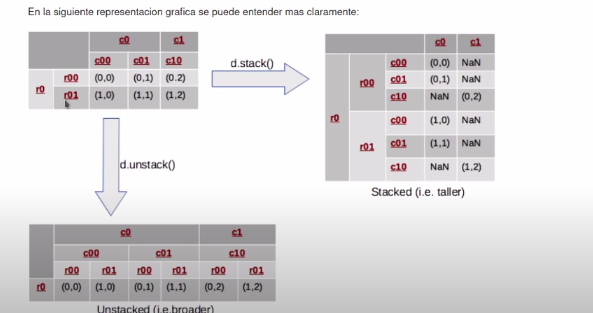 En la siguiente representacion grafica se puede entender mas claramente:
c0 c1
c00 c01 c10
r0 r00 (0,0) (0,1) (0.2)
r01 (1,0) (1,1) (1,2)
d.stack()
c0 c1
r0 r00 c00 (0,0) NaN
c01 (0,1) NaN
c10 NaN (0,2)
r01 c00 (1,0) NaN
c01 (1,1) NaN
c10 NaN (1,2)
Stacked (i.e. taller)
d.unstack()
c0 c1
c00 c01 c10
r00 r01 r00 r01 r00 r01
r0 (0,0) (1,0) (0,1) (1,1) (0,2) (1,2)
Unstacked (i.e.broader)